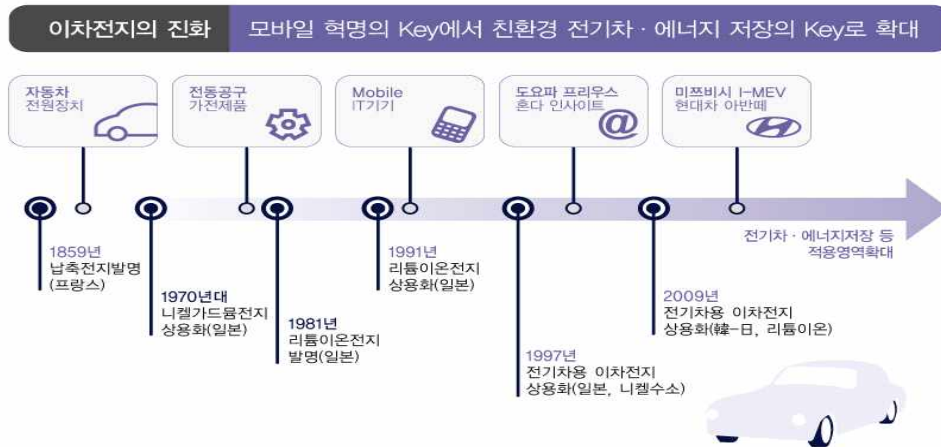 이차전지의 진화
모바일 혁명의 Key에서 친환경 전기차 · 에너지 저장의 Key로 확대
자동차
전원장치
전동공구
가전제품
Mobile
IT기기
도요파 프리우스
혼다 인사이트
@
미쯔비시 I-MEV
현대차 아반떼
전기차 · 에너지저장 등
적용영역확대
1859년
납축전지발명
(프랑스)
1970년대
니켈가드뮴전지
상용화(일본)
1981년
리튬이온전지
발명(일본)
1991년
리튬이온전지
상용화(일본)
1997년
전기차용 이차전지
상용화(일본, 니켈수소)
2009년
전기차용 이차전지
상용화(韓-日, 리튬이온)